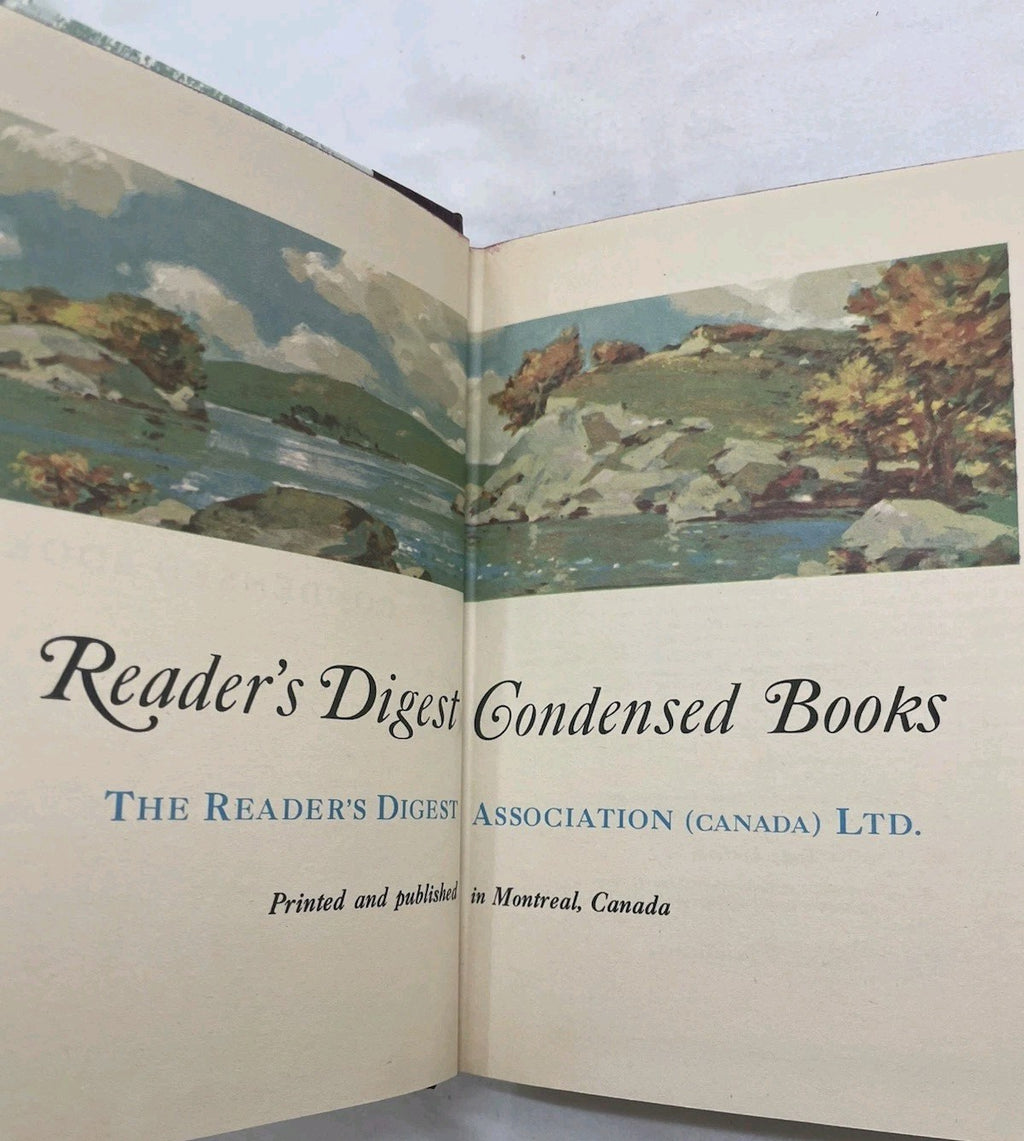 Reader's Digest Condensed Books
THE READER'S DIGEST ASSOCIATION (CANADA) LTD.
Printed and published in Montreal, Canada